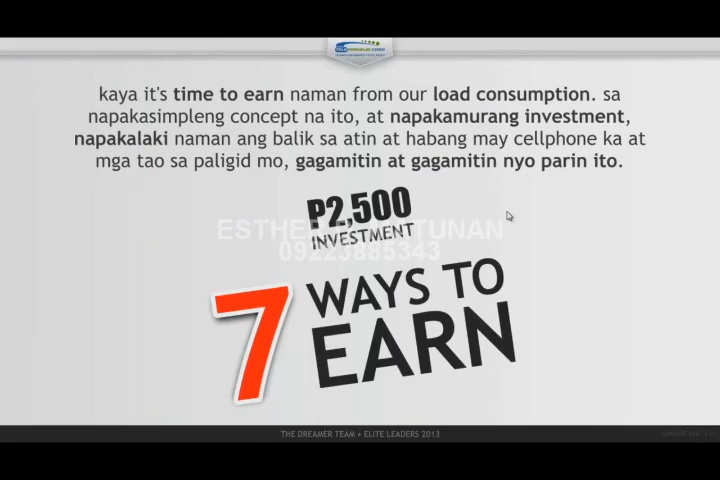 kaya it's time to earn naman from our load consumption. sa
napakasimpleng concept na ito, at napakamurang investment,
napakalaki naman ang balik sa atin at habang may cellphone ka at
mga tao sa paligid mo, gagamitin at gagamitin nyo parin ito.
₱2,500
INVESTMENT
09223885343
7 WAYS TO
EARN
THE DREAMER TEAM • ELITE LEADERS 2013